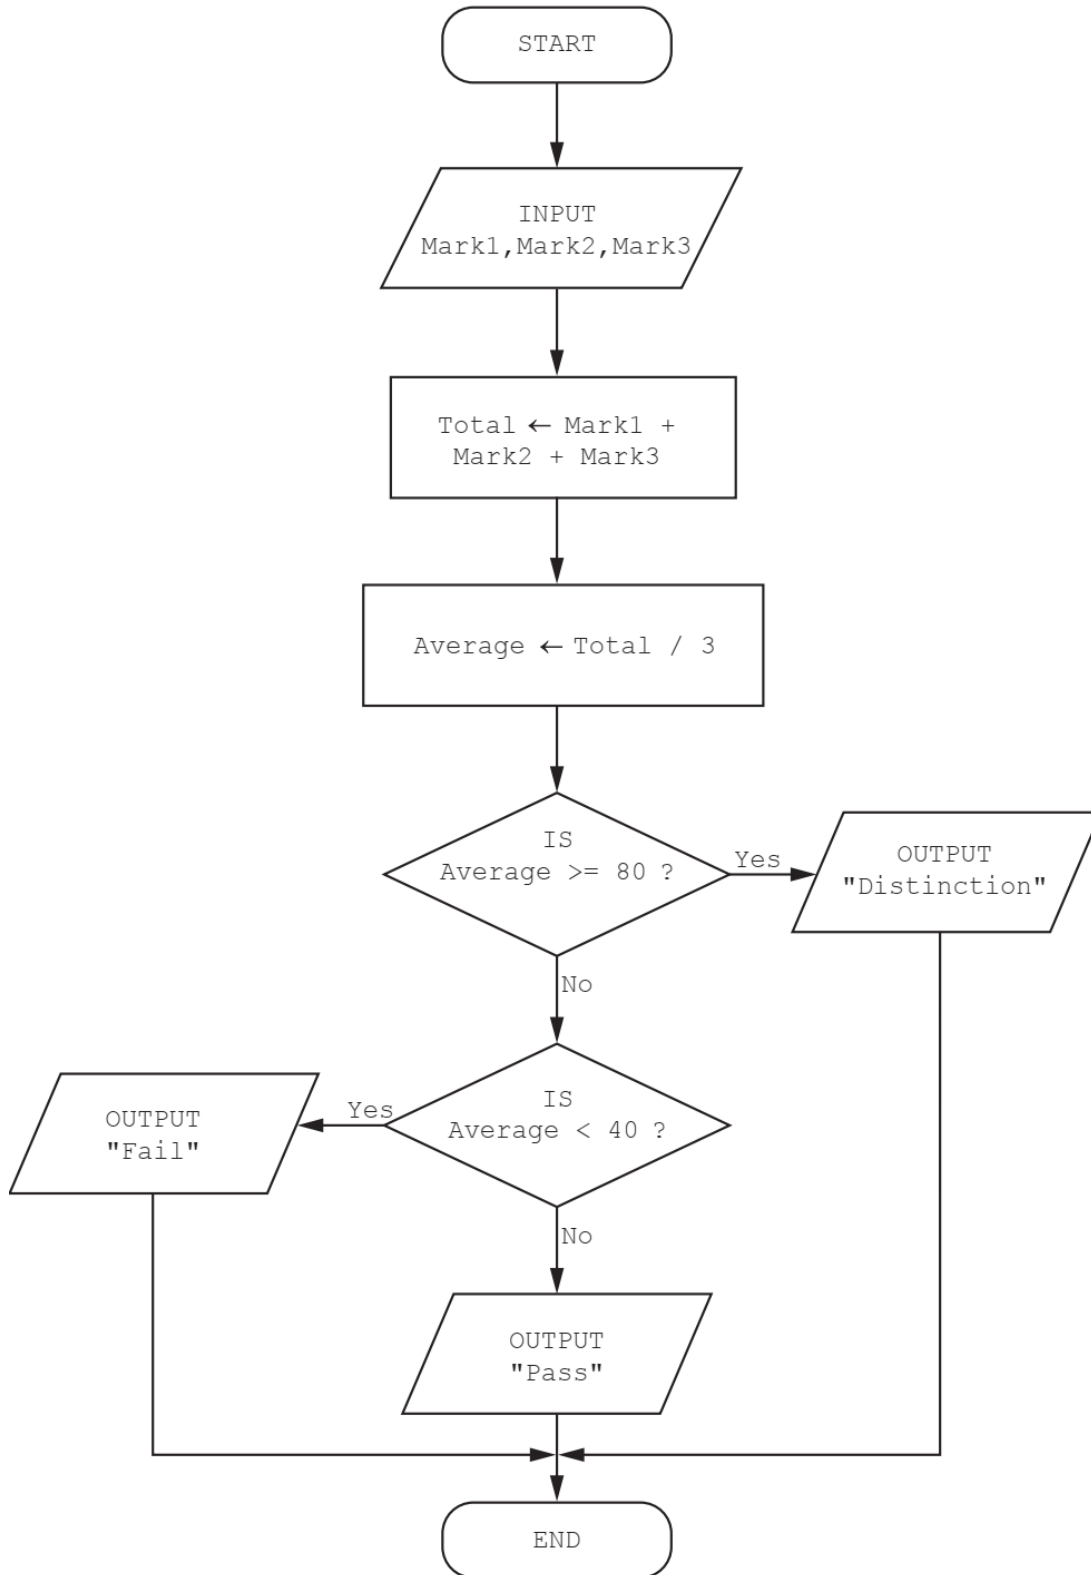 START
INPUT
Mark1,Mark2,Mark3
Total ← Mark1 +
Mark2 + Mark3
Average ← Total / 3
IS
Average >= 80 ?
Yes
OUTPUT
"Distinction"
No
IS
Average < 40 ?
Yes
OUTPUT
"Fail"
No
OUTPUT
"Pass"
END